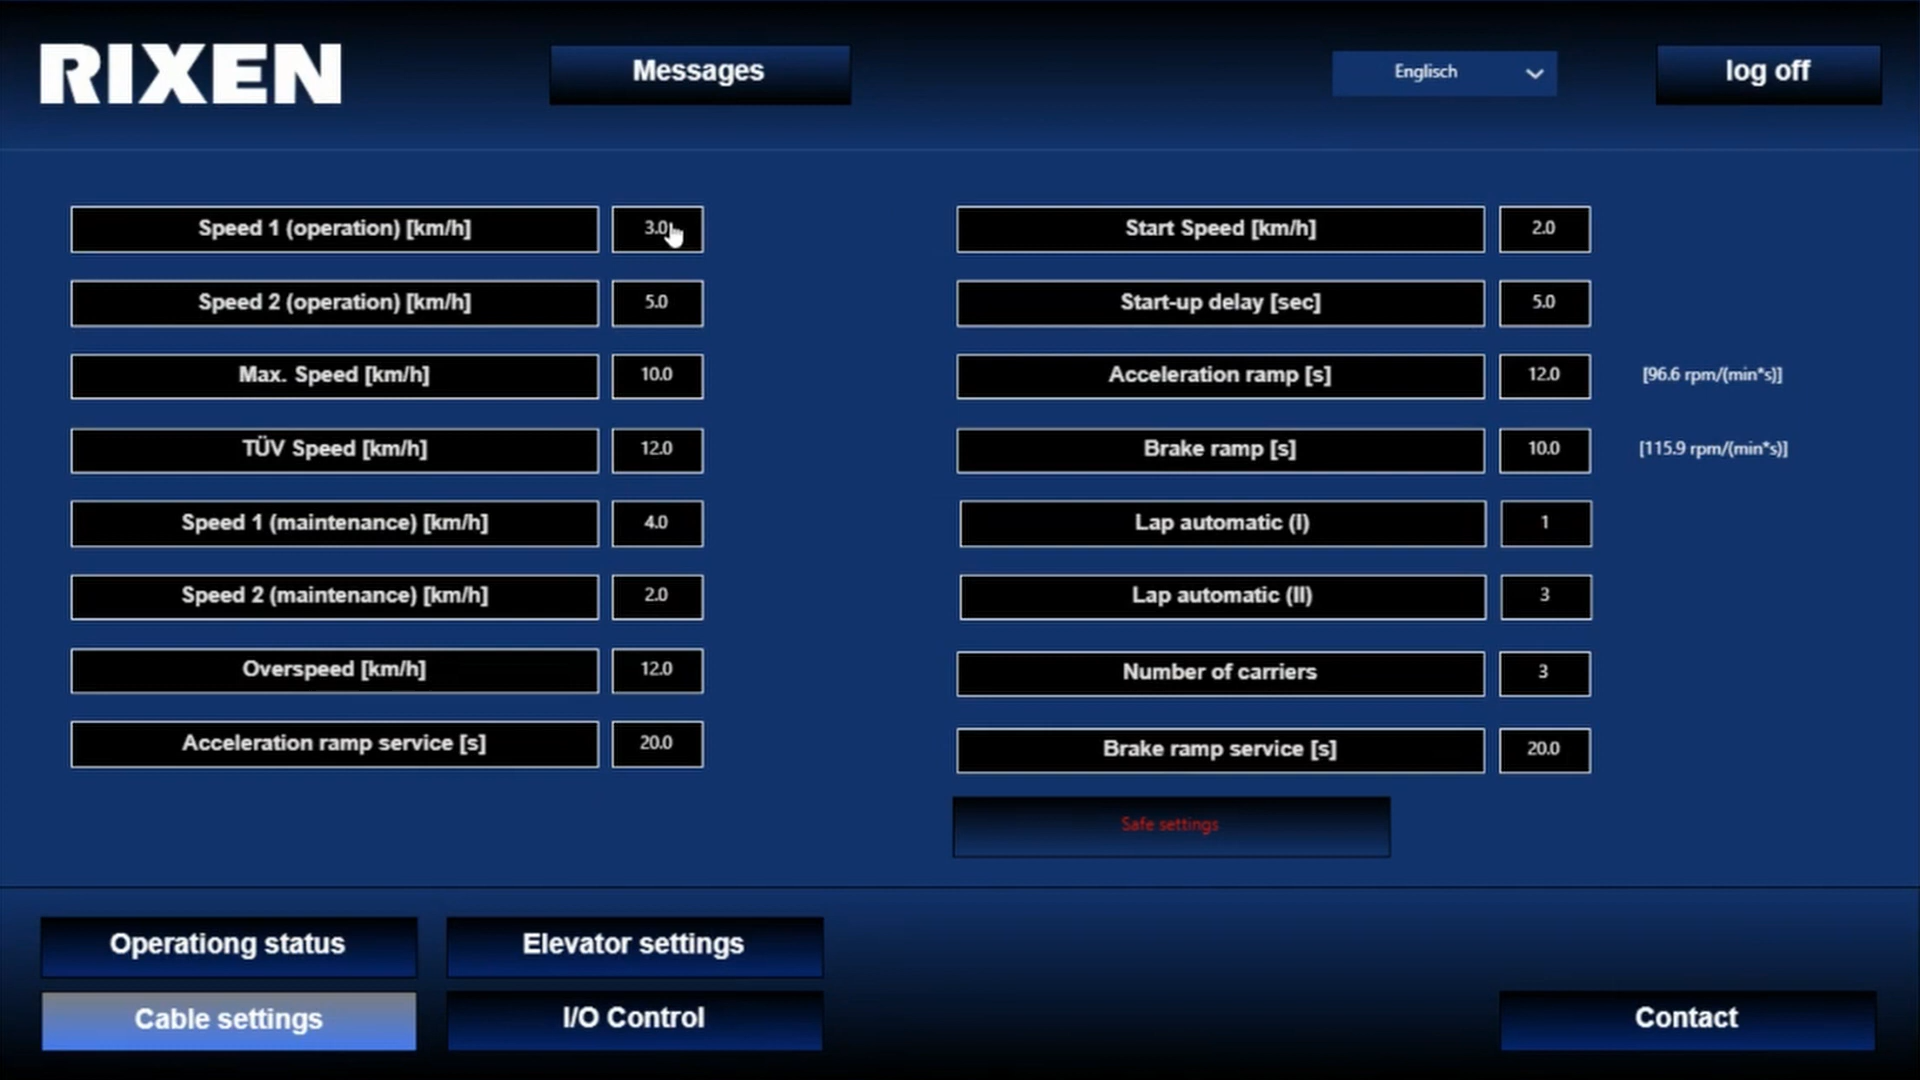 RIXEN
Messages
Englisch
log off
Speed 1 (operation) [km/h] 3.0
Start Speed [km/h] 2.0
Speed 2 (operation) [km/h] 5.0
Start-up delay [sec] 5.0
Max. Speed [km/h] 10.0
Acceleration ramp [s] 12.0 [96.6 rpm/(min*s)]
TÜV Speed [km/h] 12.0
Brake ramp [s] 10.0 [115.9 rpm/(min*s)]
Speed 1 (maintenance) [km/h] 4.0
Lap automatic (I) 1
Speed 2 (maintenance) [km/h] 2.0
Lap automatic (II) 3
Overspeed [km/h] 12.0
Number of carriers 3
Acceleration ramp service [s] 20.0
Brake ramp service [s] 20.0
Safe settings
Operationg status
Elevator settings
Cable settings
I/O Control
Contact